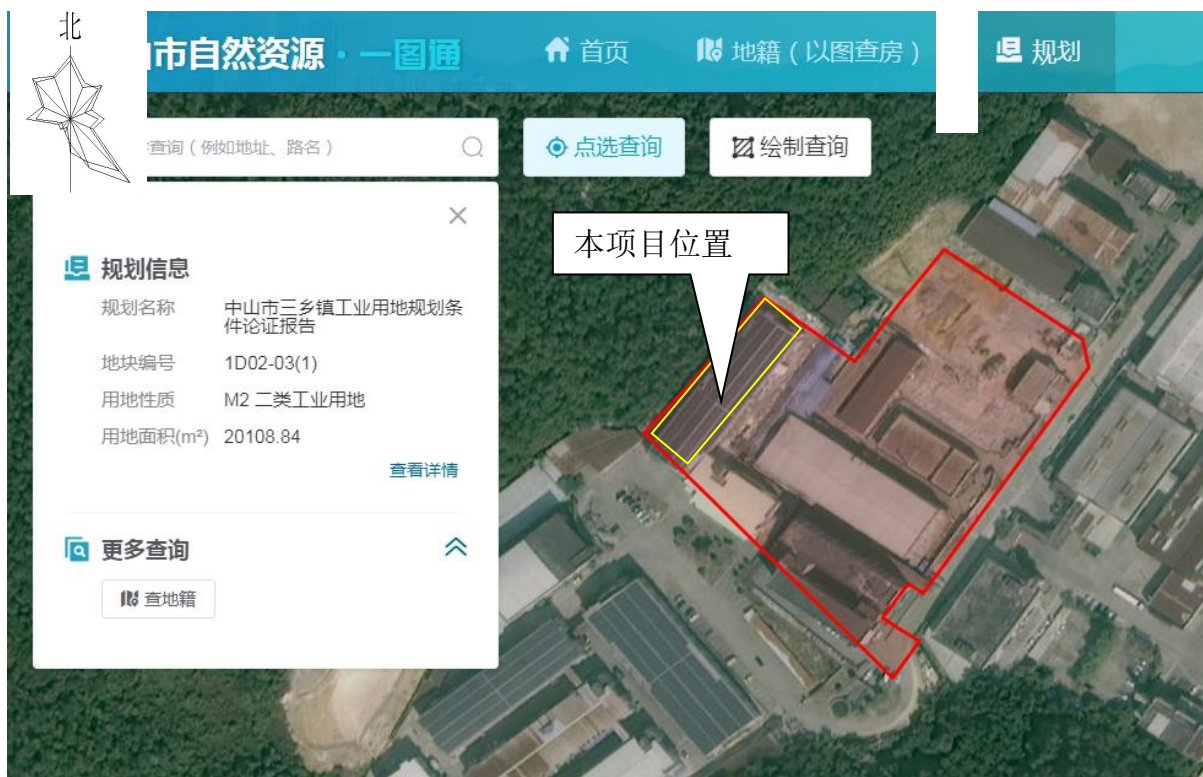 北
市自然资源·一图通
首页
地籍（以图查房）
规划
查询（例如地址、路名）
点选查询
绘制查询
本项目位置
规划信息
规划名称
中山市三乡镇工业用地规划条
件论证报告
地块编号
1D02-03(1)
用地性质
M2 二类工业用地
用地面积(m²)
20108.84
查看详情
更多查询
查地籍